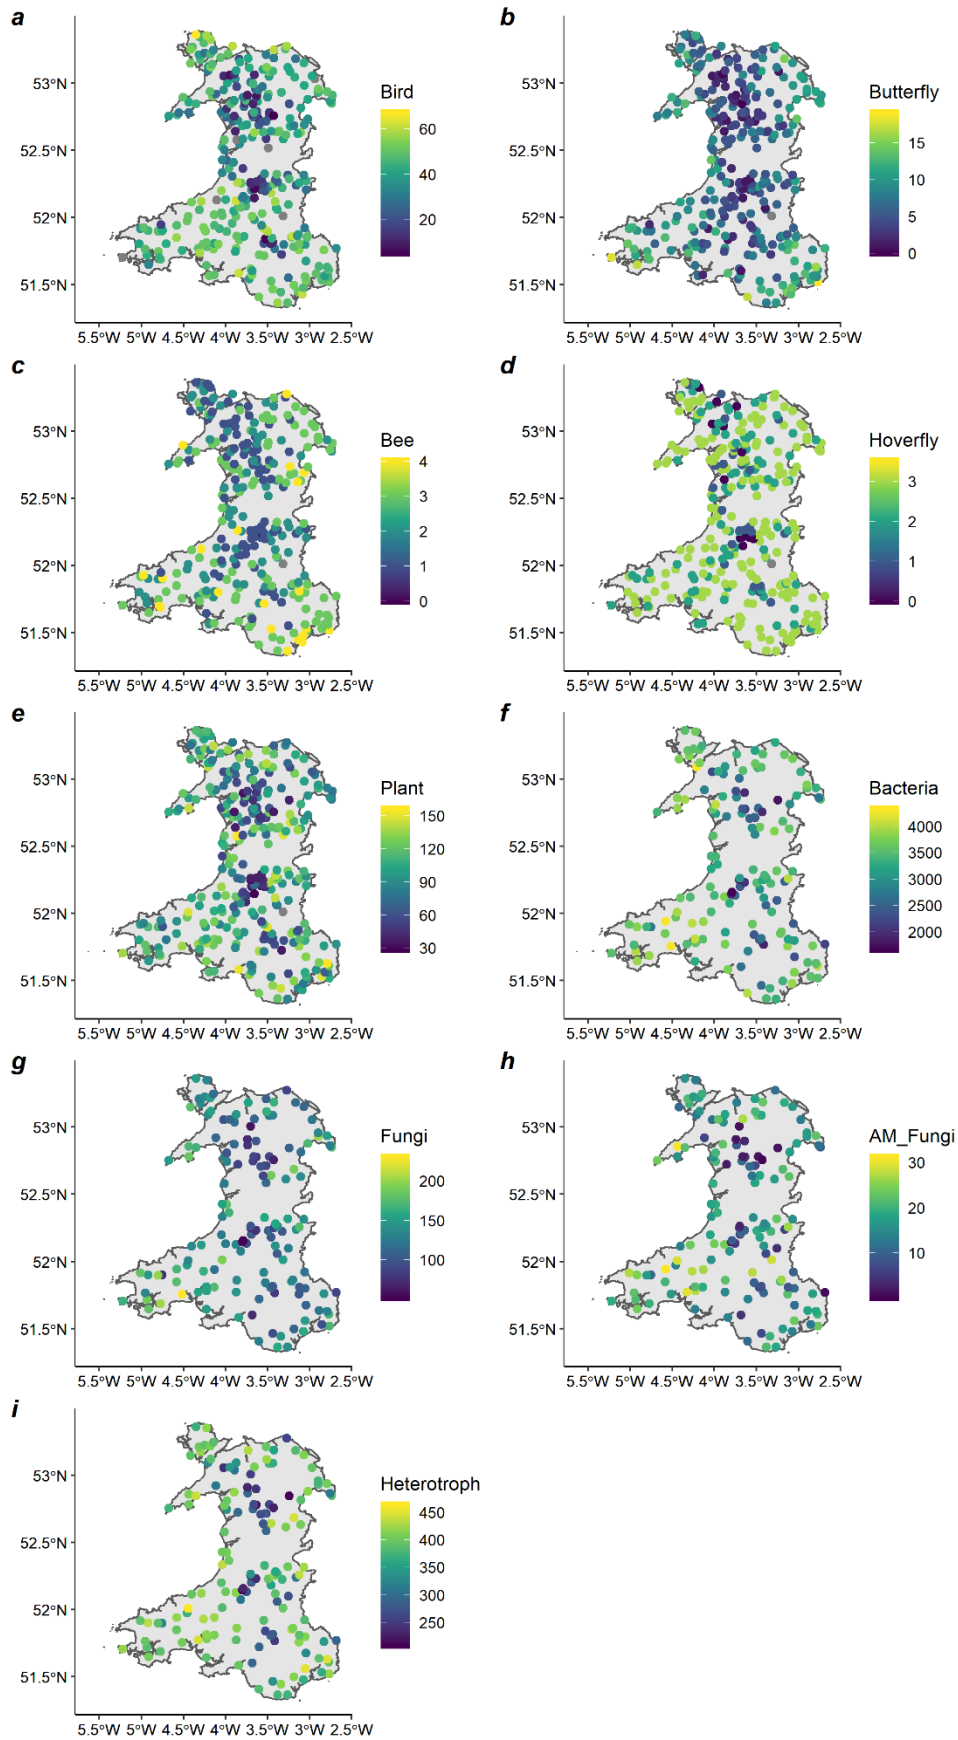 a
Bird
60
40
20
53°N
52.5°N
52°N
51.5°N
5.5°W 5°W 4.5°W 4°W 3.5°W 3°W 2.5°W
b
Butterfly
15
10
5
0
53°N
52.5°N
52°N
51.5°N
5.5°W 5°W 4.5°W 4°W 3.5°W 3°W 2.5°W
c
Bee
4
3
2
1
0
53°N
52.5°N
52°N
51.5°N
5.5°W 5°W 4.5°W 4°W 3.5°W 3°W 2.5°W
d
Hoverfly
3
2
1
0
53°N
52.5°N
52°N
51.5°N
5.5°W 5°W 4.5°W 4°W 3.5°W 3°W 2.5°W
e
Plant
150
120
90
60
30
53°N
52.5°N
52°N
51.5°N
5.5°W 5°W 4.5°W 4°W 3.5°W 3°W 2.5°W
f
Bacteria
4000
3500
3000
2500
2000
53°N
52.5°N
52°N
51.5°N
5.5°W 5°W 4.5°W 4°W 3.5°W 3°W 2.5°W
g
Fungi
200
150
100
53°N
52.5°N
52°N
51.5°N
5.5°W 5°W 4.5°W 4°W 3.5°W 3°W 2.5°W
h
AM_Fungi
30
20
10
53°N
52.5°N
52°N
51.5°N
5.5°W 5°W 4.5°W 4°W 3.5°W 3°W 2.5°W
i
Heterotroph
450
400
350
300
250
53°N
52.5°N
52°N
51.5°N
5.5°W 5°W 4.5°W 4°W 3.5°W 3°W 2.5°W